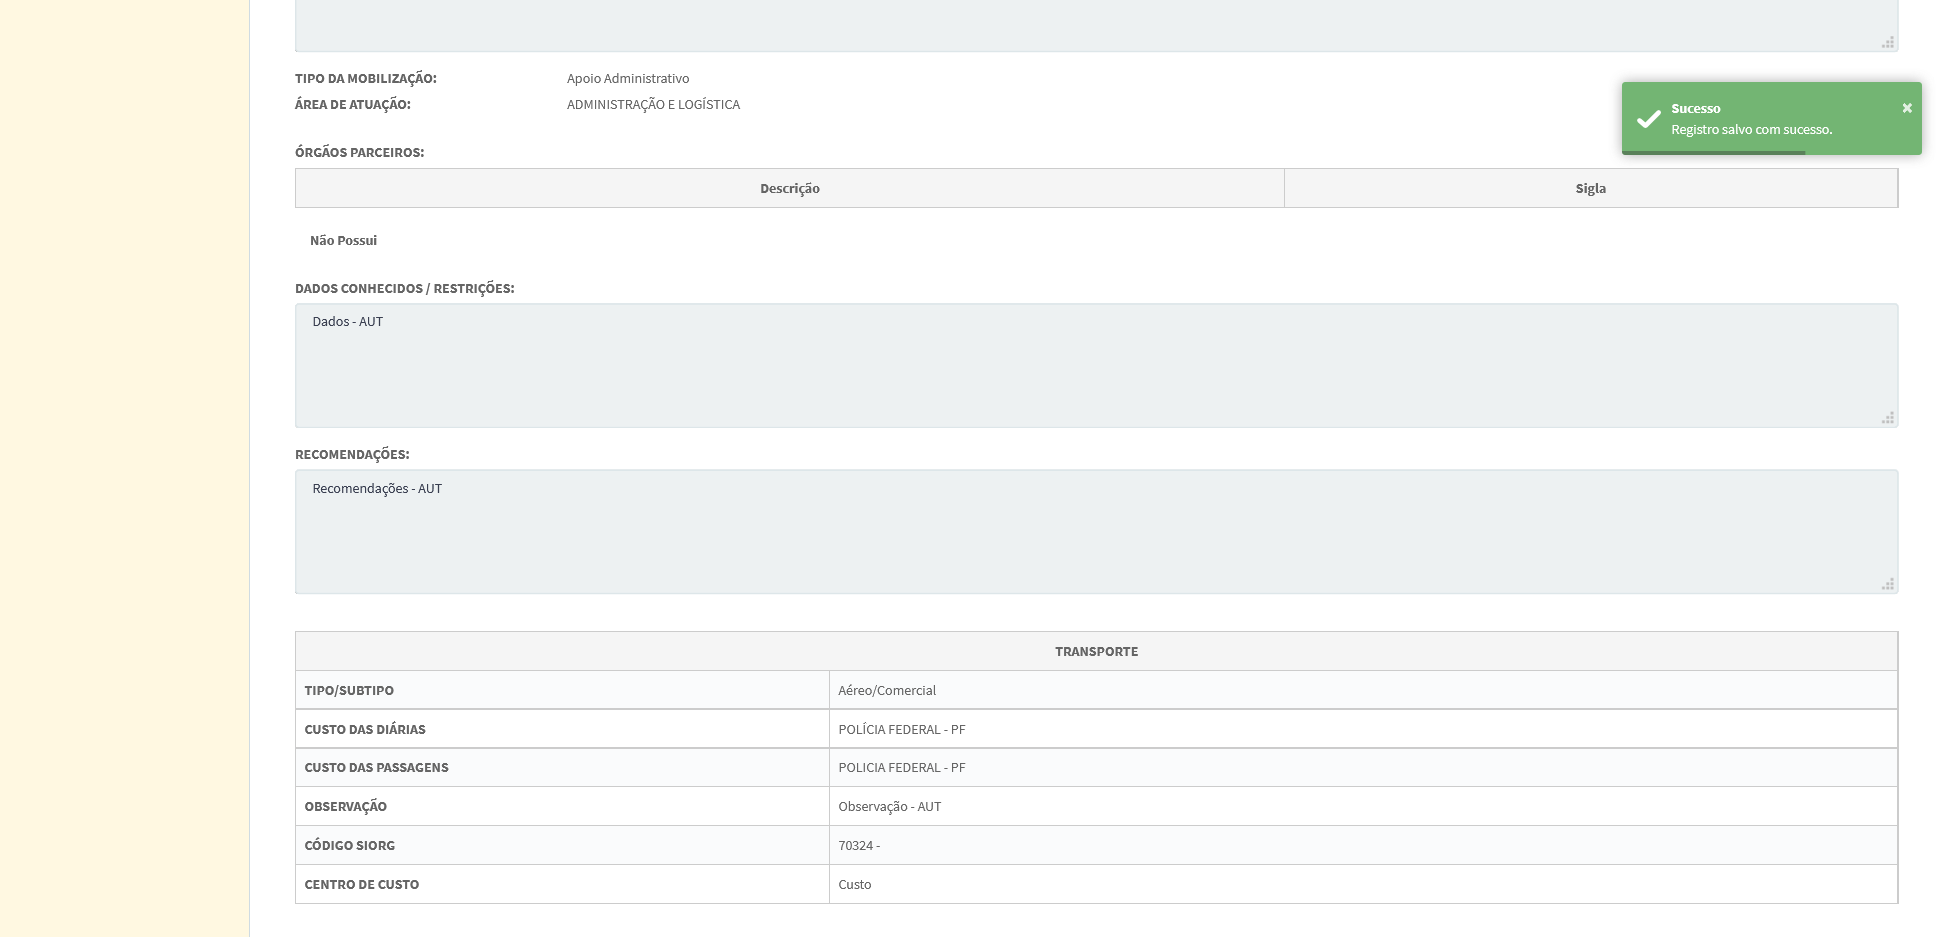 TIPO DA MOBILIZAÇÃO: Apoio Administrativo
ÁREA DE ATUAÇÃO: ADMINISTRAÇÃO E LOGÍSTICA
Sucesso
×
Registro salvo com sucesso.
ÓRGÃOS PARCEIROS:
Descrição Sigla
Não Possui
DADOS CONHECIDOS / RESTRIÇÕES:
Dados - AUT
RECOMENDAÇÕES:
Recomendações - AUT
TRANSPORTE
TIPO/SUBTIPO Aéreo/Comercial
CUSTO DAS DIÁRIAS POLÍCIA FEDERAL - PF
CUSTO DAS PASSAGENS POLICIA FEDERAL - PF
OBSERVAÇÃO Observação - AUT
CÓDIGO SIORG 70324 -
CENTRO DE CUSTO Custo